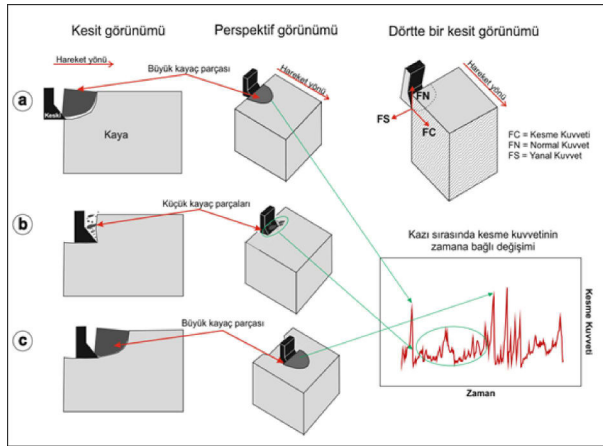 Kesit görünümü
Perspektif görünümü
Dörtte bir kesit görünümü
Hareket yönü
Büyük kayaç parçası
Hareket yönü
Hareket yönü
a
Keski
Kaya
FN
FS
FC
FC = Kesme Kuvveti
FN = Normal Kuvvet
FS = Yanal Kuvvet
Küçük kayaç parçaları
b
Kazı sırasında kesme kuvvetinin
zamana bağlı değişimi
Kesme Kuvveti
Büyük kayaç parçası
c
Zaman